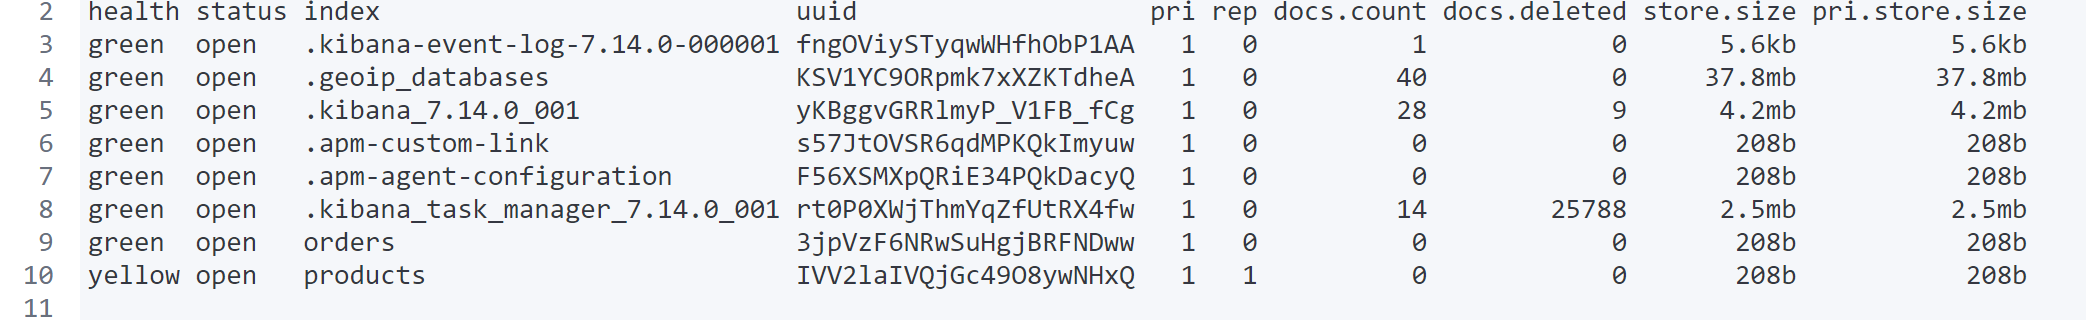 2 health status index uuid pri rep docs.count docs.deleted store.size pri.store.size
3 green open .kibana-event-log-7.14.0-000001 fngOViySTyqwWHfhObP1AA 1 0 1 0 5.6kb 5.6kb
4 green open .geoip_databases KSV1YC9ORpmk7xXZKTdheA 1 0 40 0 37.8mb 37.8mb
5 green open .kibana_7.14.0_001 yKBggvGRRlmyP_V1FB_fCg 1 0 28 9 4.2mb 4.2mb
6 green open .apm-custom-link s57JtOVSR6qdMPKQkImyuw 1 0 0 0 208b 208b
7 green open .apm-agent-configuration F56XSMXpQRiE34PQkDacyQ 1 0 0 0 208b 208b
8 green open .kibana_task_manager_7.14.0_001 rt0P0XWjThmYqZfUtRX4fw 1 0 14 25788 2.5mb 2.5mb
9 green open orders 3jpVzF6NRwSuHgjBRFNDww 1 0 0 0 208b 208b
10 yellow open products IVV2laIVQjGc49O8ywNHxQ 1 1 0 0 208b 208b
11